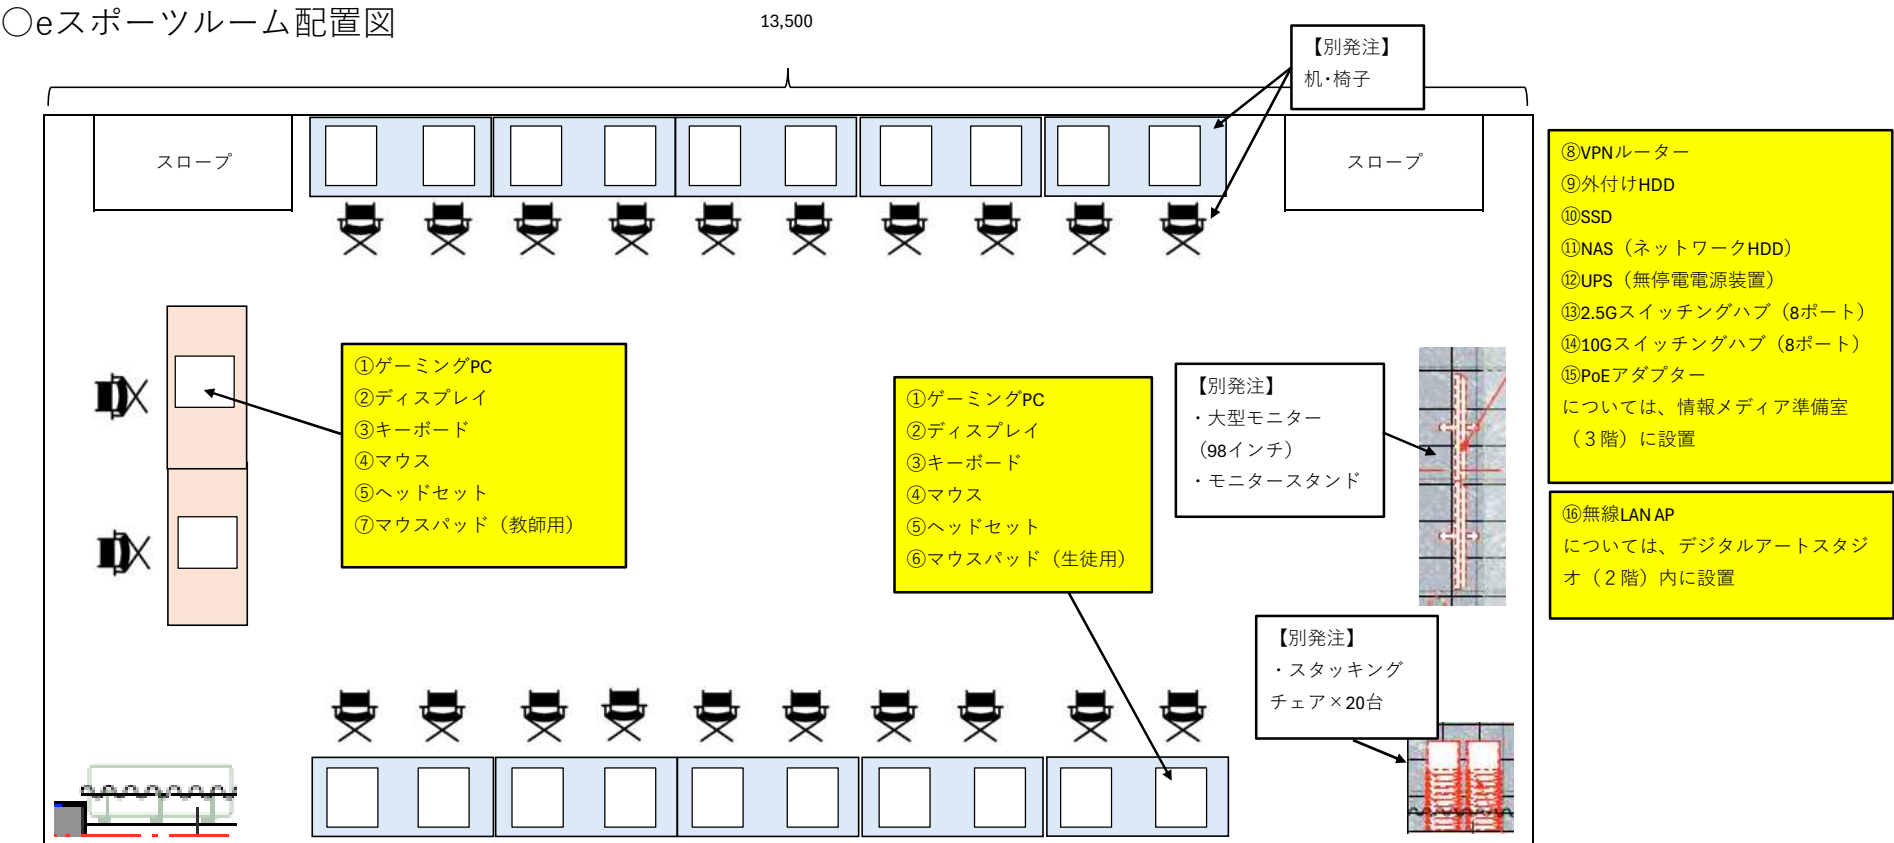 ○eスポーツルーム配置図
13,500
【別発注】
机・椅子
スロープ
スロープ
⑧VPNルーター
⑨外付けHDD
⑩SSD
⑪NAS（ネットワークHDD）
⑫UPS（無停電電源装置）
⑬2.5Gスイッチングハブ（8ポート）
⑭10Gスイッチングハブ（8ポート）
⑮PoEアダプター
については、情報メディア準備室
（３階）に設置
①ゲーミングPC
②ディスプレイ
③キーボード
④マウス
⑤ヘッドセット
⑦マウスパッド（教師用）
①ゲーミングPC
②ディスプレイ
③キーボード
④マウス
⑤ヘッドセット
⑥マウスパッド（生徒用）
【別発注】
・大型モニター
（98インチ）
・モニタースタンド
⑯無線LAN AP
については、デジタルアートスタジ
オ（２階）内に設置
【別発注】
・スタッキング
チェア×20台